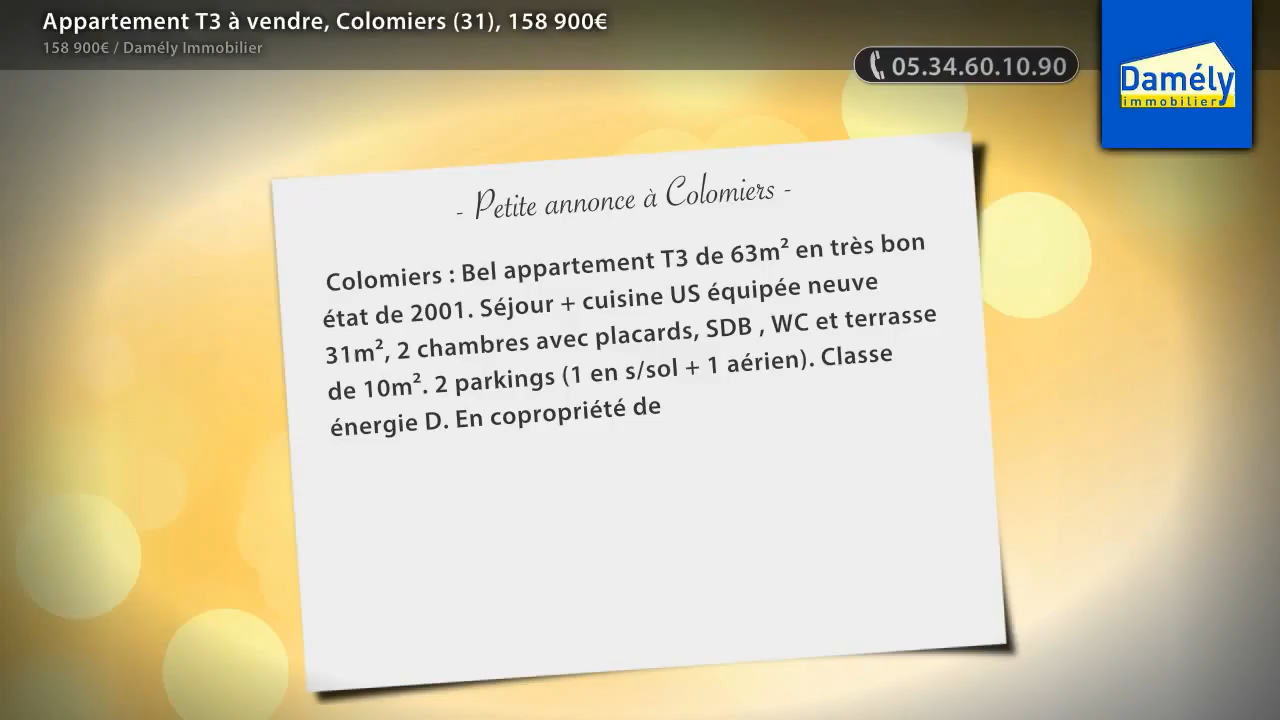 Appartement T3 à vendre, Colomiers (31), 158 900€
158 900€ / Damély Immobilier
05.34.60.10.90
Damély
immobilier
- Petite annonce à Colomiers -
Colomiers : Bel appartement T3 de 63m² en très bon
état de 2001. Séjour + cuisine US équipée neuve
31m², 2 chambres avec placards, SDB , WC et terrasse
de 10m². 2 parkings (1 en s/sol + 1 aérien). Classe
énergie D. En copropriété de